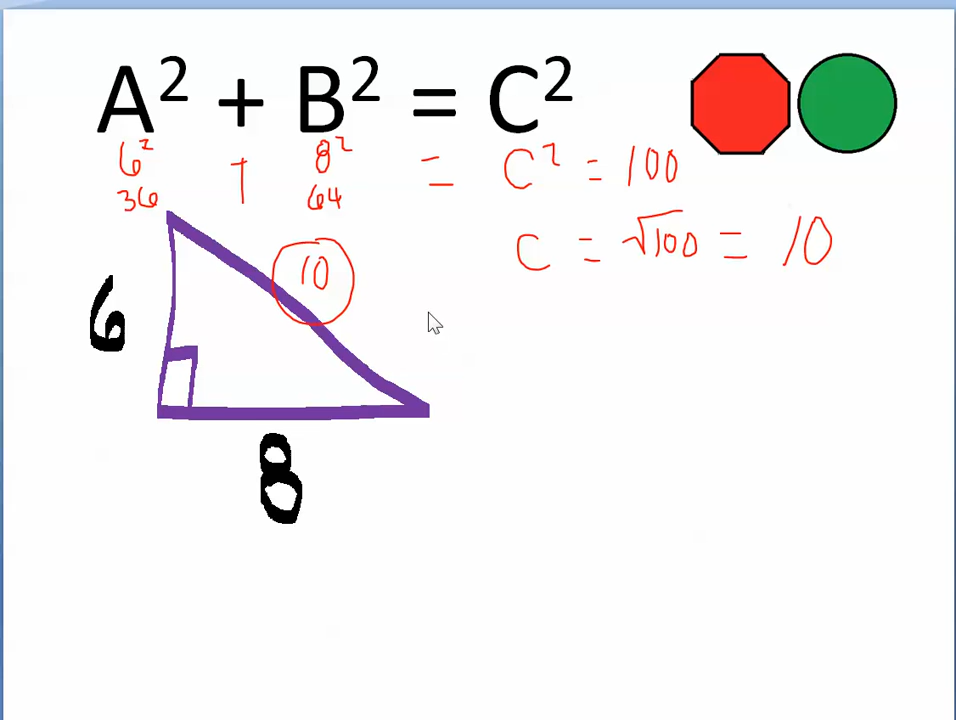 A² + B² = C²
6² + 8² = C² = 100
36 64
C = √100 = 10
10
6
8